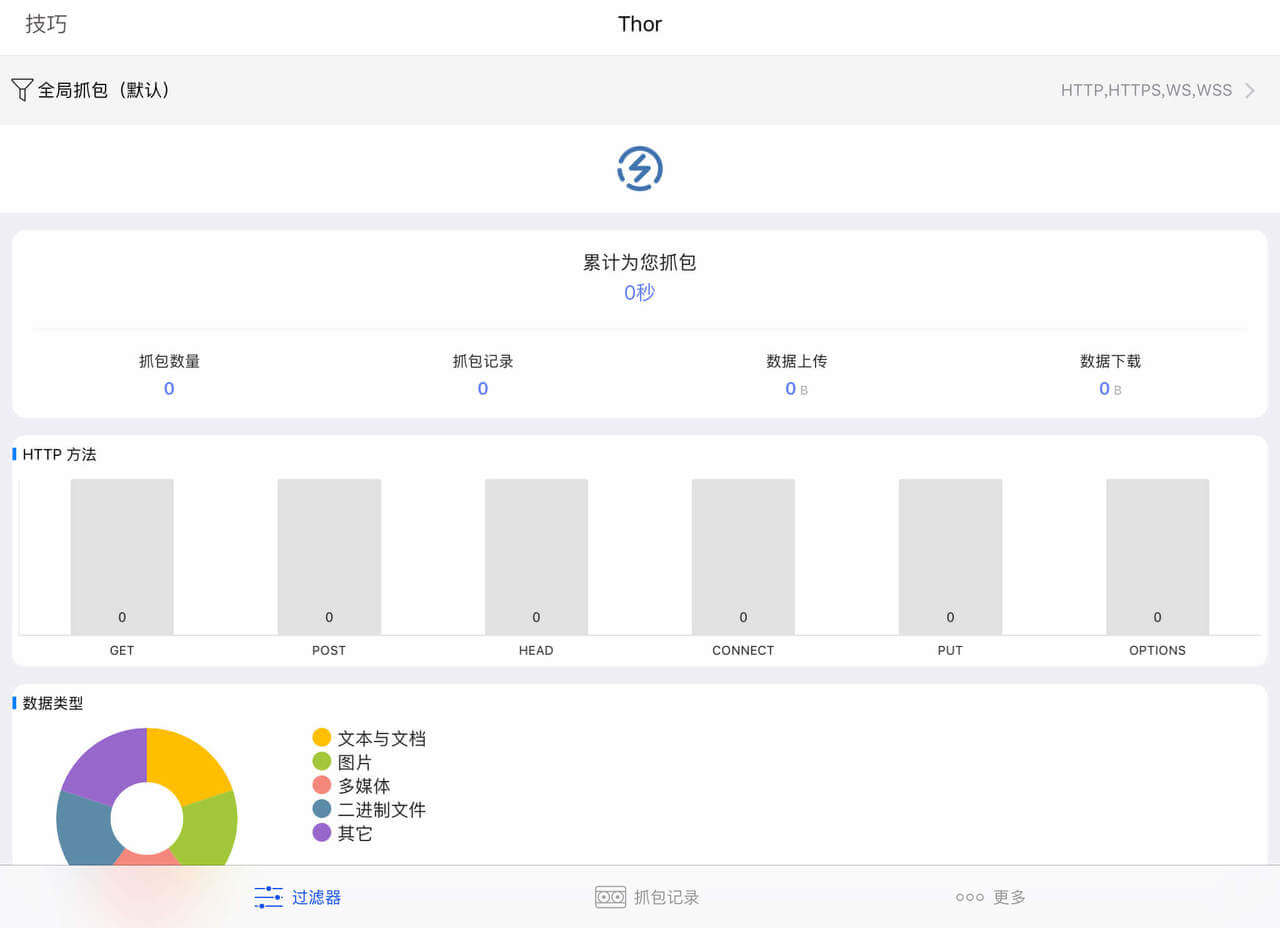 技巧
Thor
全局抓包（默认）
HTTP,HTTPS,WS,WSS
累计为您抓包
0秒
抓包数量 抓包记录 数据上传 数据下载
0 0 0 B 0 B
HTTP 方法
0 0 0 0 0 0
GET POST HEAD CONNECT PUT OPTIONS
数据类型
文本与文档
图片
多媒体
二进制文件
其它
过滤器 抓包记录 更多